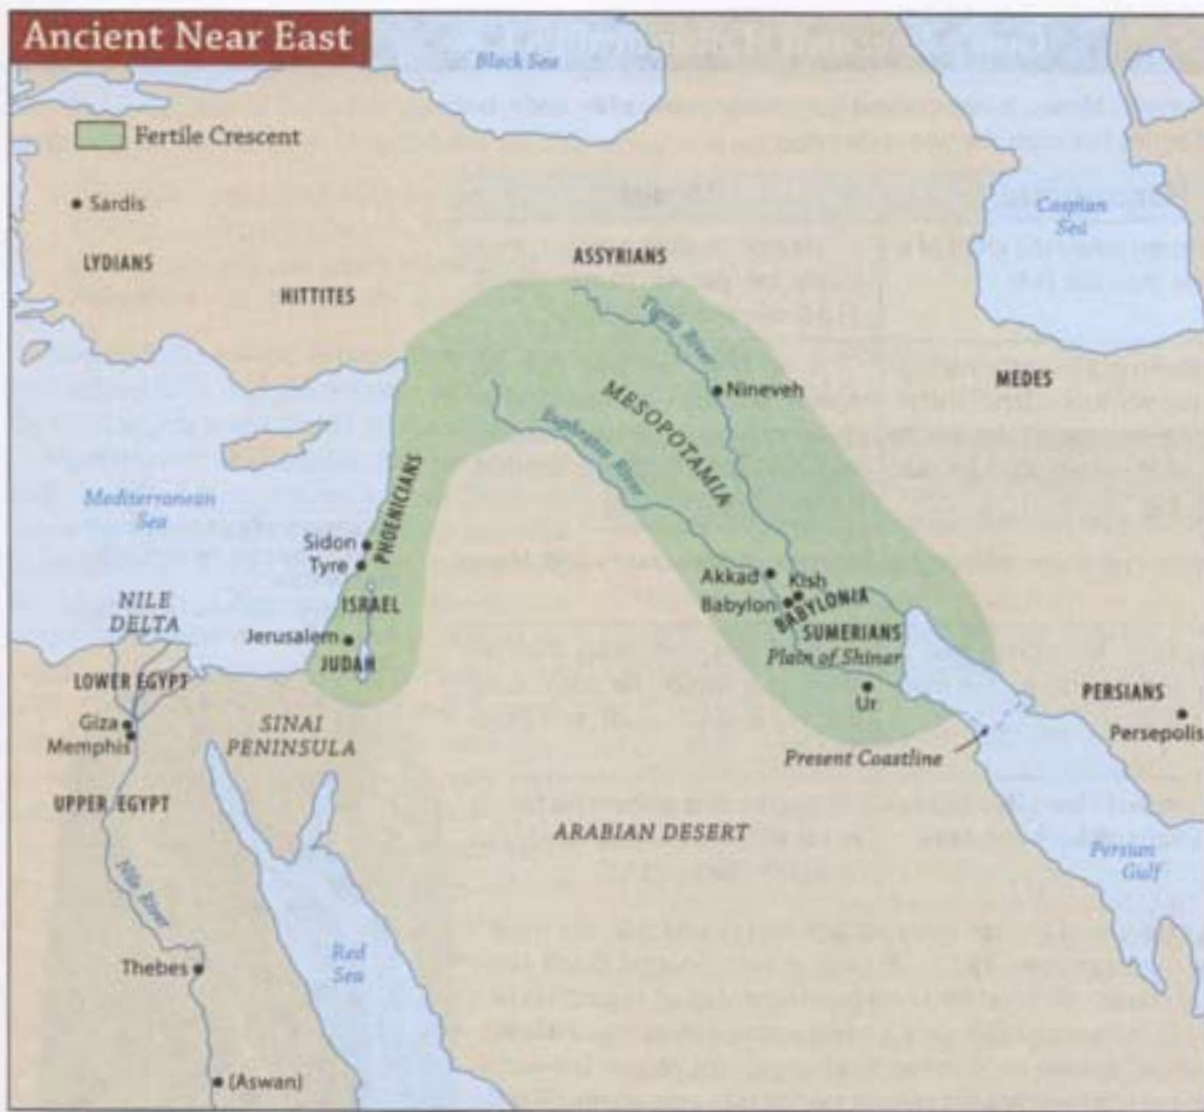 Ancient Near East
Black Sea
Fertile Crescent
Sardis
Caspian
Sea
LYDIANS
ASSYRIANS
HITTITES
Tigris River
MEDES
Nineveh
MESOPOTAMIA
Euphrates River
Mediterranean
Sea
PHOENICIANS
Sidon
Tyre
Akkad
Kish
Babylon
BABYLONIA
NILE
DELTA
ISRAEL
Jerusalem
JUDAH
SUMERIANS
Plain of Shinar
LOWER EGYPT
Ur
PERSIANS
Giza
Memphis
SINAI
PENINSULA
Persepolis
Present Coastline
UPPER EGYPT
ARABIAN DESERT
Persian
Gulf
Nile River
Red
Sea
Thebes
(Aswan)